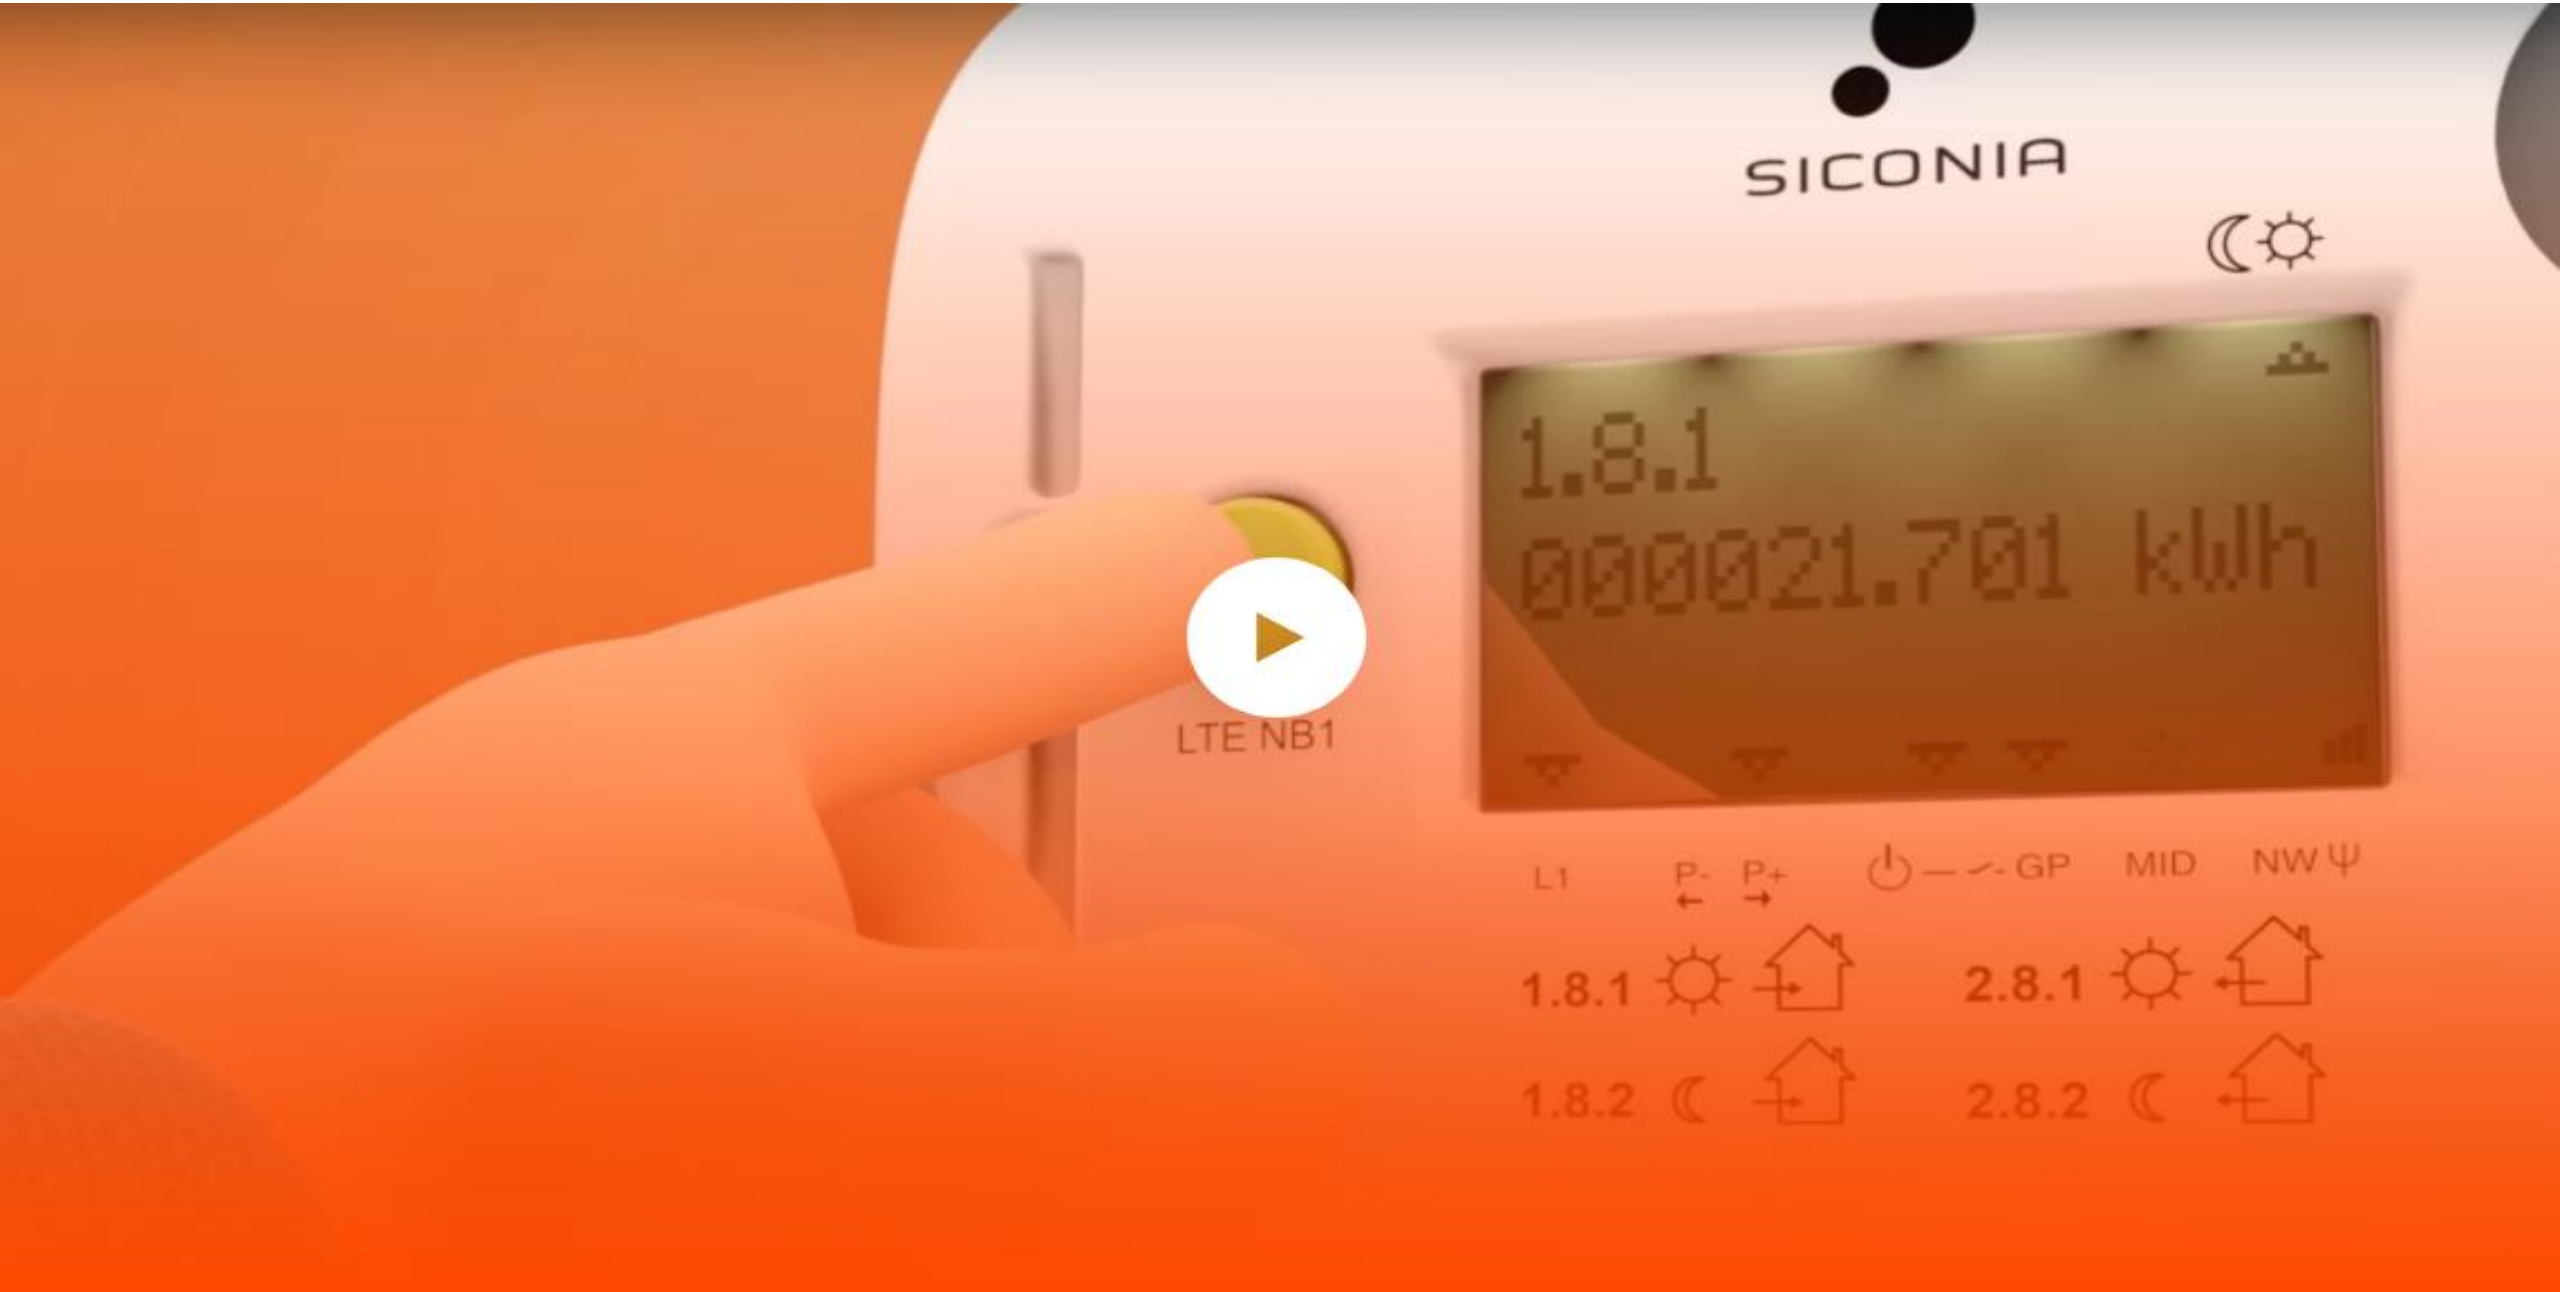 SICONIA
1.8.1
000021.701 kWh
LTE NB1
L1 P- P+ GP MID NW
1.8.1 2.8.1
1.8.2 2.8.2